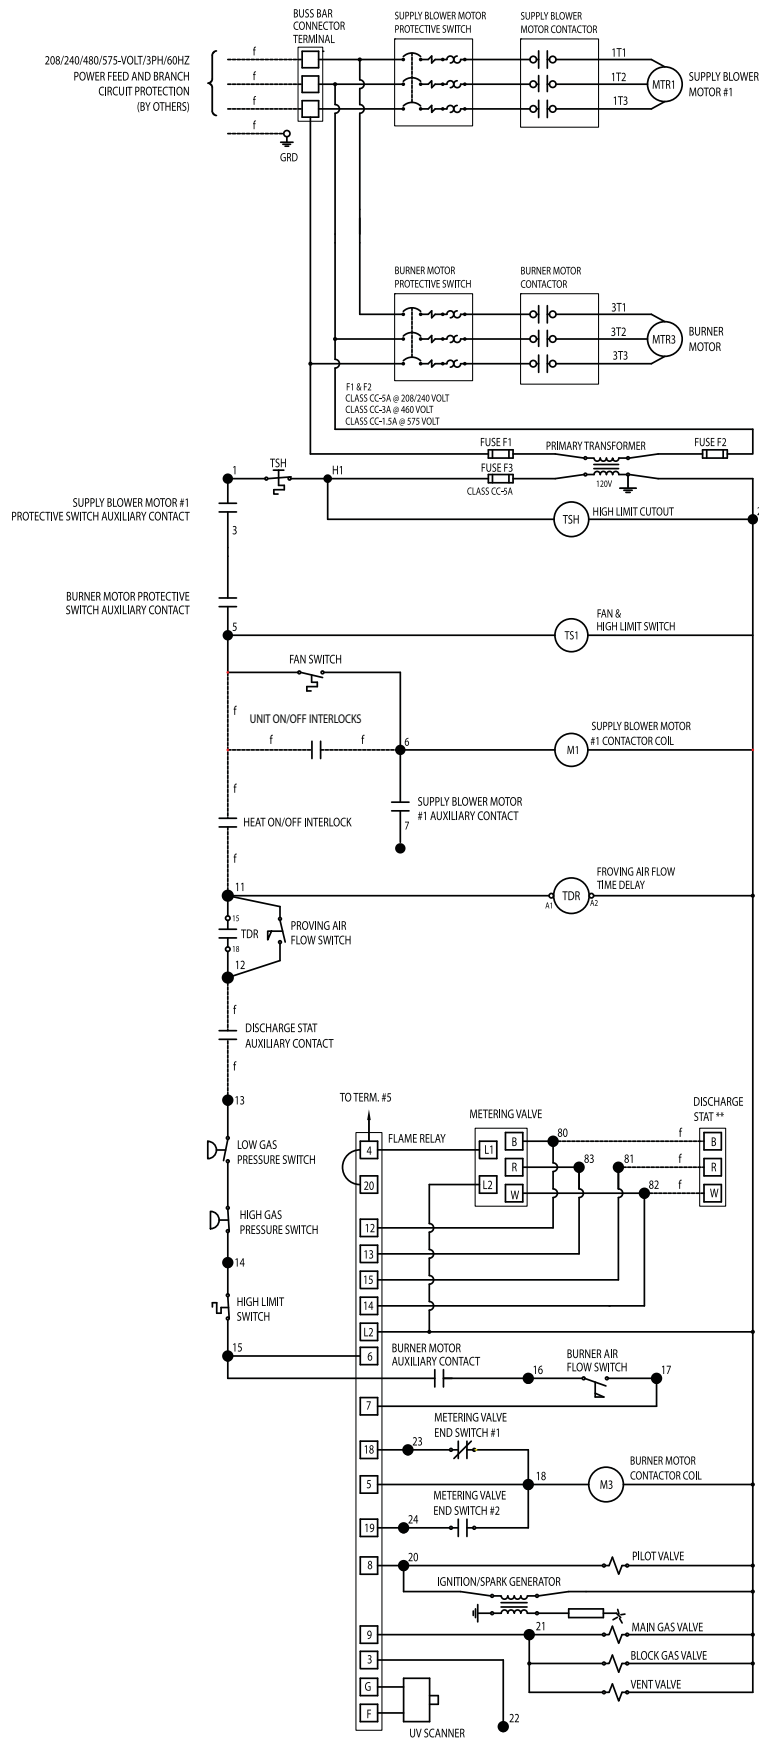 BUSS BAR
CONNECTOR
TERMINAL
SUPPLY BLOWER MOTOR
PROTECTIVE SWITCH
SUPPLY BLOWER
MOTOR CONTACTOR
208/240/480/575-VOLT/3PH/60HZ
POWER FEED AND BRANCH
CIRCUIT PROTECTION
(BY OTHERS)
f
f
f
f
GRD
1T1
1T2
1T3
MTR1
SUPPLY BLOWER
MOTOR #1
BURNER MOTOR
PROTECTIVE SWITCH
BURNER MOTOR
CONTACTOR
3T1
3T2
3T3
MTR3
BURNER
MOTOR
F1 & F2
CLASS CC-5A @ 208/240 VOLT
CLASS CC-3A @ 460 VOLT
CLASS CC-1.5A @ 575 VOLT
FUSE F1
PRIMARY TRANSFORMER
FUSE F2
1
TSH
H1
FUSE F3
CLASS CC-5A
120V
SUPPLY BLOWER MOTOR #1
PROTECTIVE SWITCH AUXILIARY CONTACT
3
TSH
HIGH LIMIT CUTOUT
2
BURNER MOTOR PROTECTIVE
SWITCH AUXILIARY CONTACT
5
TS1
FAN &
HIGH LIMIT SWITCH
FAN SWITCH
f
UNIT ON/OFF INTERLOCKS
f
f
6
M1
SUPPLY BLOWER MOTOR
#1 CONTACTOR COIL
f
HEAT ON/OFF INTERLOCK
SUPPLY BLOWER MOTOR
#1 AUXILIARY CONTACT
7
f
11
A1
TDR
A2
FROVING AIR FLOW
TIME DELAY
15
TDR
18
PROVING AIR
FLOW SWITCH
12
f
DISCHARGE STAT
AUXILIARY CONTACT
f
13
TO TERM. #5
METERING VALVE
DISCHARGE
STAT **
LOW GAS
PRESSURE SWITCH
4
FLAME RELAY
L1
B
80
f
B
20
L2
R
83
81
f
R
W
82
f
W
HIGH GAS
PRESSURE SWITCH
12
13
14
15
HIGH LIMIT
SWITCH
14
L2
15
6
BURNER MOTOR
AUXILIARY CONTACT
16
BURNER AIR
FLOW SWITCH
17
7
METERING VALVE
END SWITCH #1
18
23
5
18
M3
BURNER MOTOR
CONTACTOR COIL
METERING VALVE
END SWITCH #2
19
24
8
20
PILOT VALVE
IGNITION/SPARK GENERATOR
9
21
MAIN GAS VALVE
3
BLOCK GAS VALVE
G
VENT VALVE
F
UV SCANNER
22